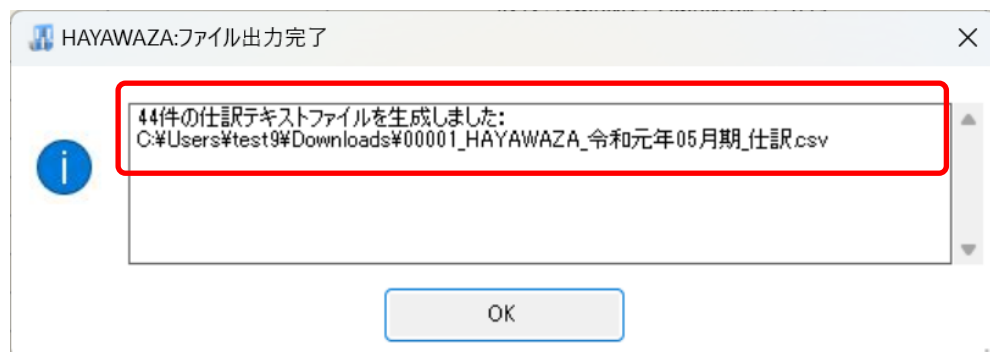 HAYAWAZA:ファイル出力完了
44件の仕訳テキストファイルを生成しました:
C:¥Users¥test9¥Downloads¥00001_HAYAWAZA_令和元年05月期_仕訳.csv
OK